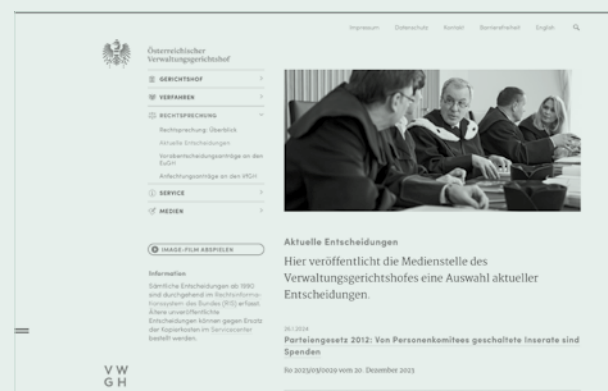 Impressum Datenschutz Kontakt Barrierefreiheit English
Österreichischer
Verwaltungsgerichtshof
GERICHTSHOF
VERFAHREN
RECHTSPRECHUNG
Rechtsprechung: Überblick
Aktuelle Entscheidungen
Vorabentscheidungsanträge an den
EuGH
Anfechtungsanträge an den VfGH
SERVICE
MEDIEN
IMAGE-FILM ABSPIELEN
Information
Sämtliche Entscheidungen ab 1990
sind durchgehend im Rechtsinforma-
tionssystem des Bundes (RIS) erfasst.
Ältere unveröffentlichte
Entscheidungen können gegen Ersatz
der Kopierkosten im Servicecenter
bestellt werden.
VW
GH
Aktuelle Entscheidungen
Hier veröffentlicht die Medienstelle des
Verwaltungsgerichtshofes eine Auswahl aktueller
Entscheidungen.
Parteiengesetz 2012: Von Personenkomitees geschaltete Inserate sind
Spenden
Ro 2023/03/0029 vom 20. Dezember 2023